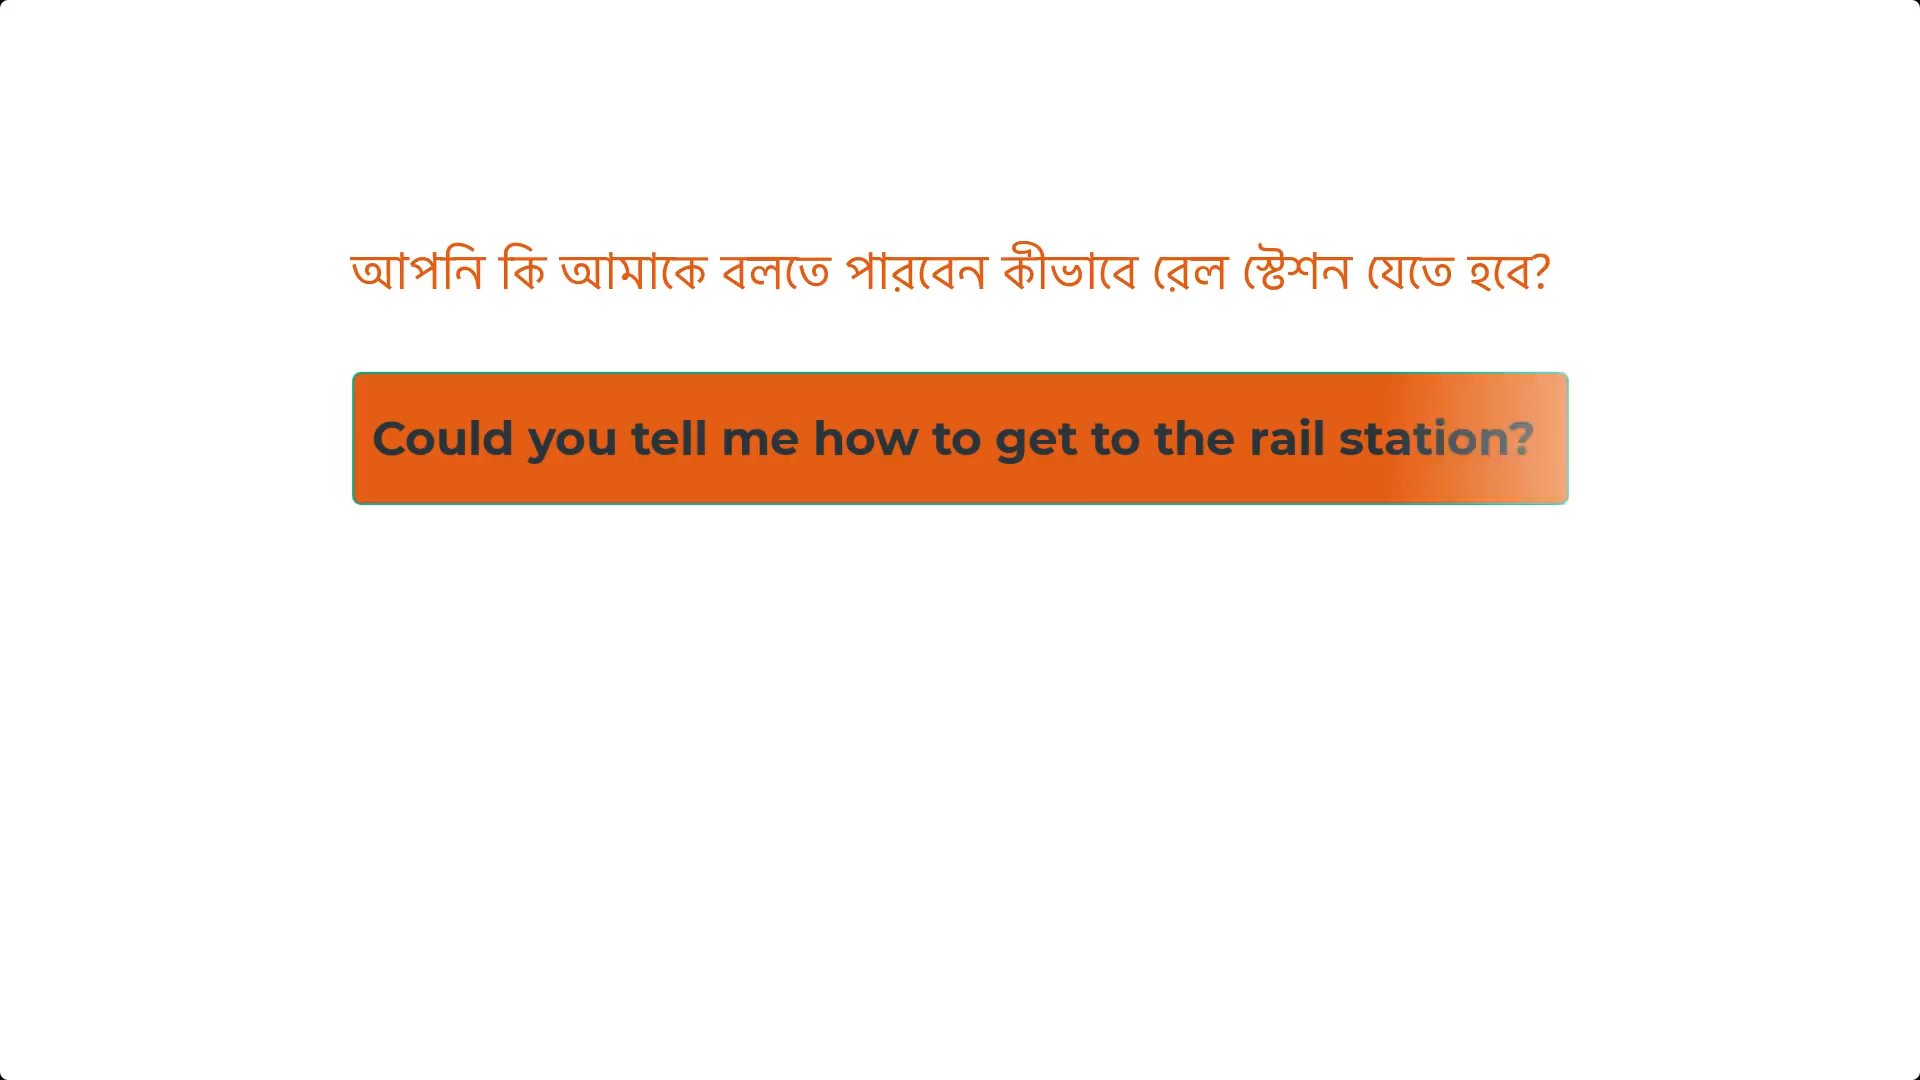 আপনি কি আমাকে বলতে পারবেন কীভাবে রেল স্টেশন যেতে হবে?
Could you tell me how to get to the rail station?